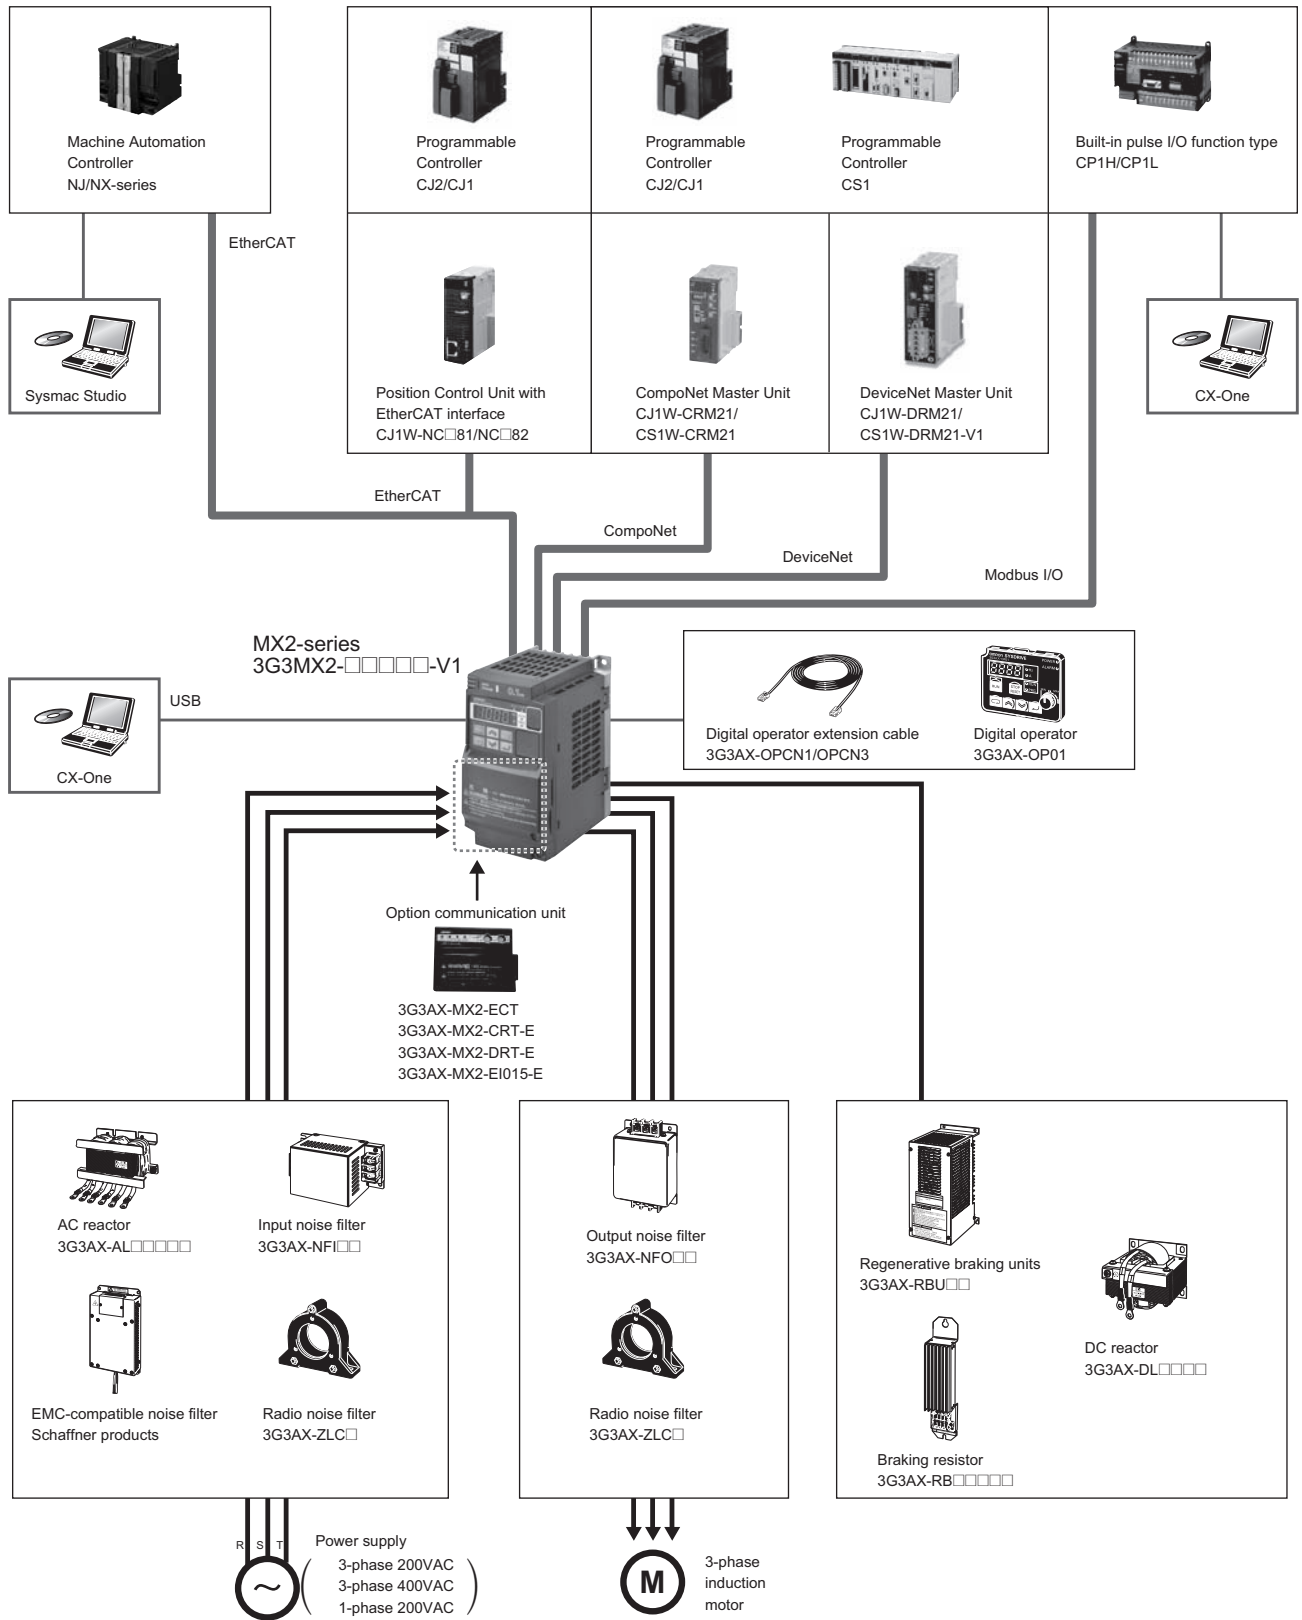 Machine Automation
Controller
NJ/NX-series
Programmable
Controller
CJ2/CJ1
Programmable
Controller
CJ2/CJ1
Programmable
Controller
CS1
Built-in pulse I/O function type
CP1H/CP1L
EtherCAT
Sysmac Studio
Position Control Unit with
EtherCAT interface
CJ1W-NC□81/NC□82
CompoNet Master Unit
CJ1W-CRM21/
CS1W-CRM21
DeviceNet Master Unit
CJ1W-DRM21/
CS1W-DRM21-V1
CX-One
EtherCAT
CompoNet
DeviceNet
Modbus I/O
MX2-series
3G3MX2-□□□□□-V1
USB
CX-One
Digital operator extension cable
3G3AX-OPCN1/OPCN3
Digital operator
3G3AX-OP01
Option communication unit
3G3AX-MX2-ECT
3G3AX-MX2-CRT-E
3G3AX-MX2-DRT-E
3G3AX-MX2-EI015-E
AC reactor
3G3AX-AL□□□□□
Input noise filter
3G3AX-NFI□□
EMC-compatible noise filter
Schaffner products
Radio noise filter
3G3AX-ZLC□
Output noise filter
3G3AX-NFO□□
Radio noise filter
3G3AX-ZLC□
Regenerative braking units
3G3AX-RBU□□
DC reactor
3G3AX-DL□□□□
Braking resistor
3G3AX-RB□□□□□
R S T
Power supply
3-phase 200VAC
3-phase 400VAC
1-phase 200VAC
M
3-phase
induction
motor